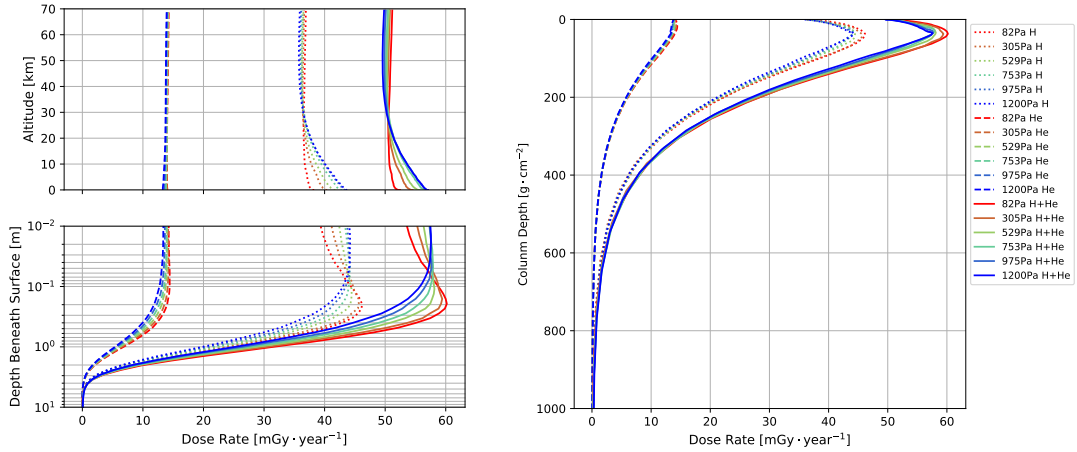 70
60
50
40
30
20
10
0
Altitude [km]
10⁻²
10⁻¹
10⁰
10¹
Depth Beneath Surface [m]
0 10 20 30 40 50 60
Dose Rate [mGy·year⁻¹]
0
200
400
600
800
1000
Colunm Depth [g·cm⁻²]
0 10 20 30 40 50 60
Dose Rate [mGy·year⁻¹]
82Pa H
305Pa H
529Pa H
753Pa H
975Pa H
1200Pa H
82Pa He
305Pa He
529Pa He
753Pa He
975Pa He
1200Pa He
82Pa H+He
305Pa H+He
529Pa H+He
753Pa H+He
975Pa H+He
1200Pa H+He